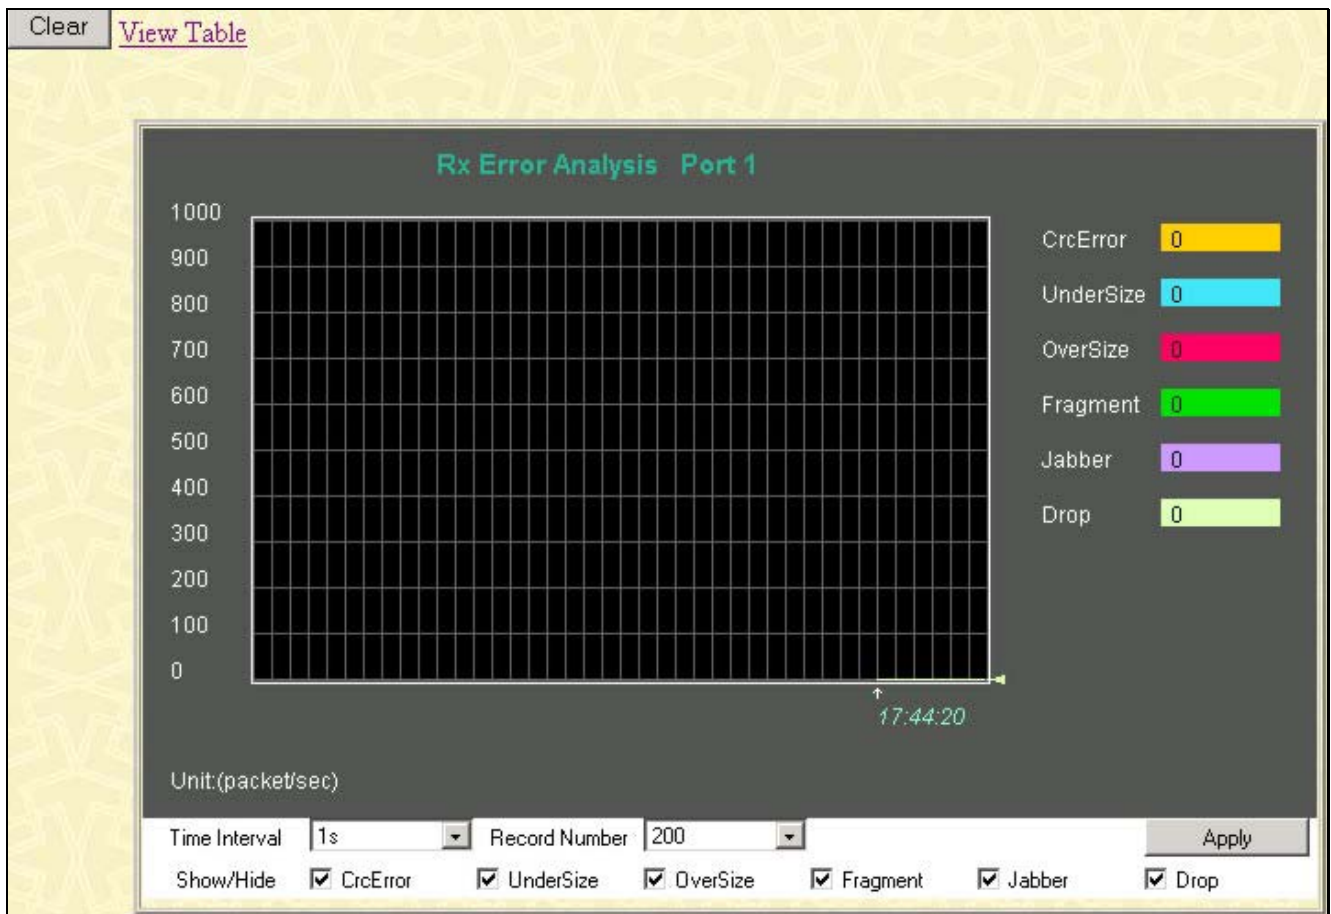 Clear View Table
Rx Error Analysis Port 1
1000
900
800
700
600
500
400
300
200
100
0
CrcError 0
UnderSize 0
OverSize 0
Fragment 0
Jabber 0
Drop 0
17:44:20
Unit:(packet/sec)
Time Interval 1s Record Number 200 Apply
Show/Hide CrcError UnderSize OverSize Fragment Jabber Drop